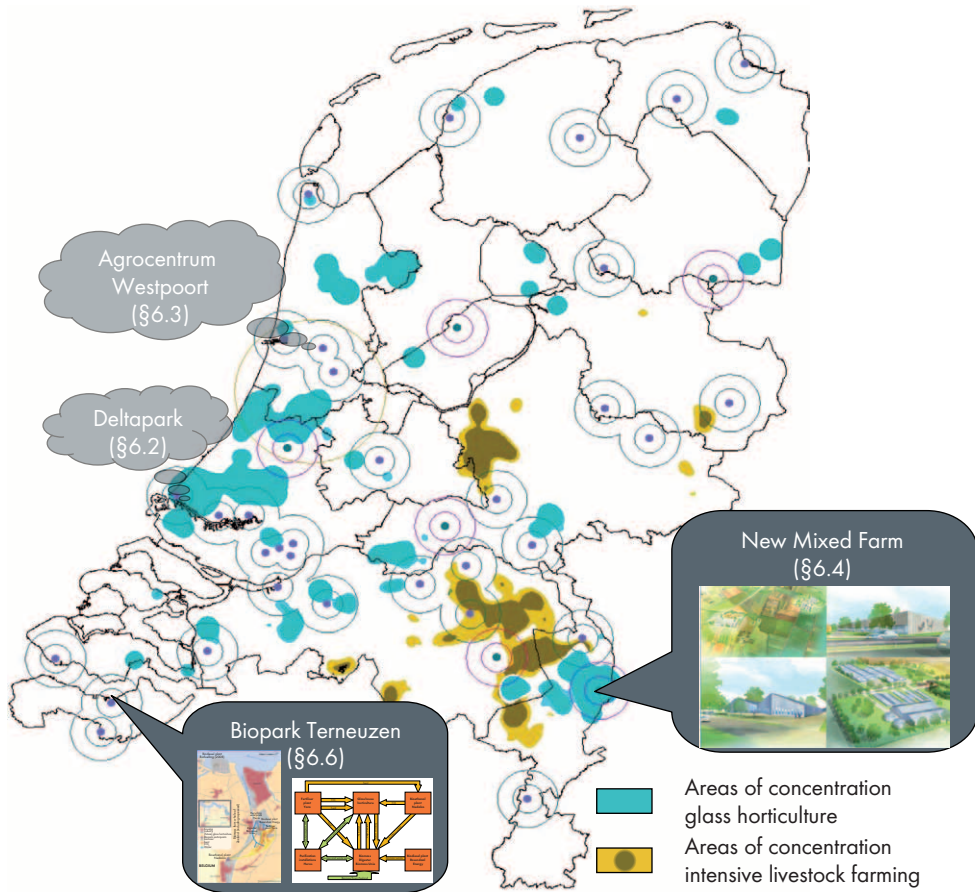 Agrocentrum
Westpoort
(§6.3)
Deltapark
(§6.2)
New Mixed Farm
(§6.4)
Biopark Terneuzen
(§6.6)
BELGIUM
Areas of concentration
glass horticulture
Areas of concentration
intensive livestock farming